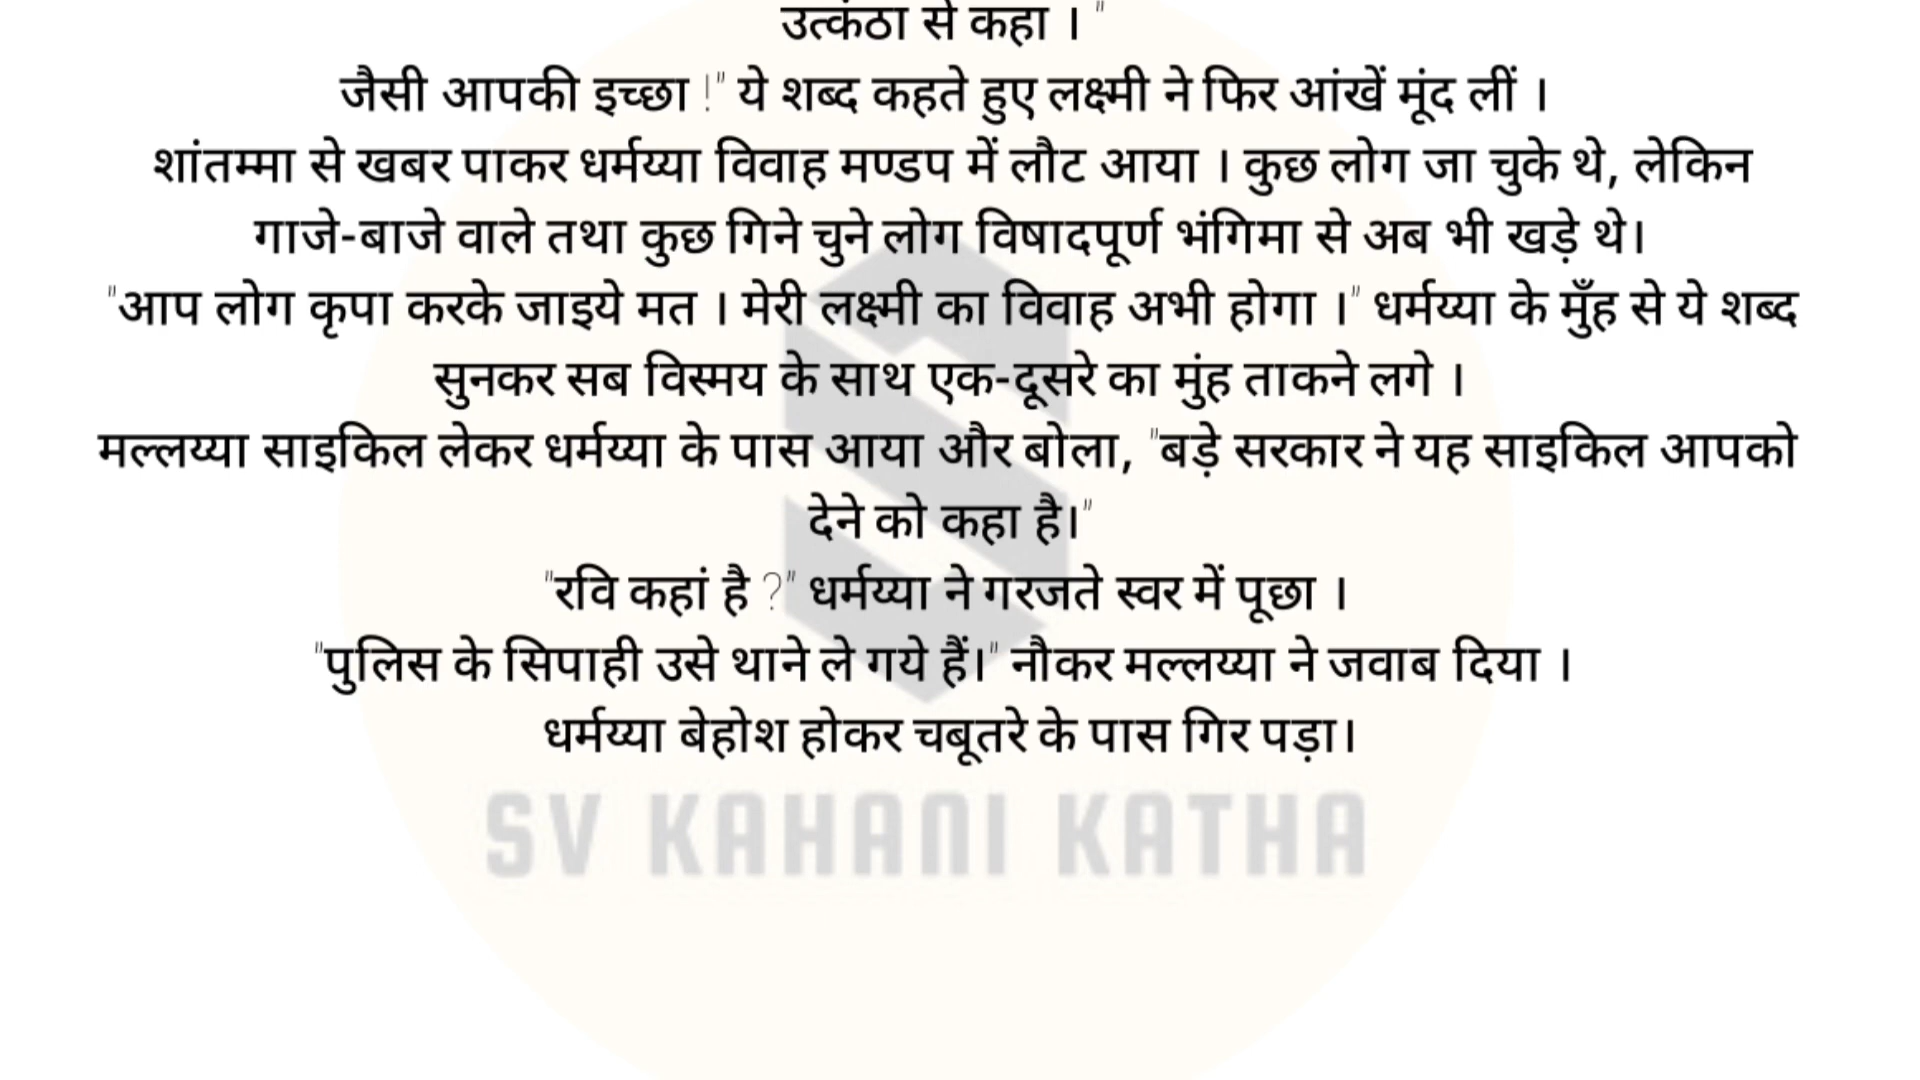 उत्कंठा से कहा । "
जैसी आपकी इच्छा !" ये शब्द कहते हुए लक्ष्मी ने फिर आंखें मूंद लीं ।
शांतम्मा से खबर पाकर धर्मय्या विवाह मण्डप में लौट आया । कुछ लोग जा चुके थे, लेकिन
गाजे-बाजे वाले तथा कुछ गिने चुने लोग विषादपूर्ण भंगिमा से अब भी खड़े थे।
"आप लोग कृपा करके जाइये मत । मेरी लक्ष्मी का विवाह अभी होगा ।" धर्मय्या के मुँह से ये शब्द
सुनकर सब विस्मय के साथ एक-दूसरे का मुंह ताकने लगे ।
मल्लय्या साइकिल लेकर धर्मय्या के पास आया और बोला, "बड़े सरकार ने यह साइकिल आपको
देने को कहा है।"
"रवि कहां है ?" धर्मय्या ने गरजते स्वर में पूछा ।
"पुलिस के सिपाही उसे थाने ले गये हैं।" नौकर मल्लय्या ने जवाब दिया ।
धर्मय्या बेहोश होकर चबूतरे के पास गिर पड़ा।
SV KAHANI KATHA